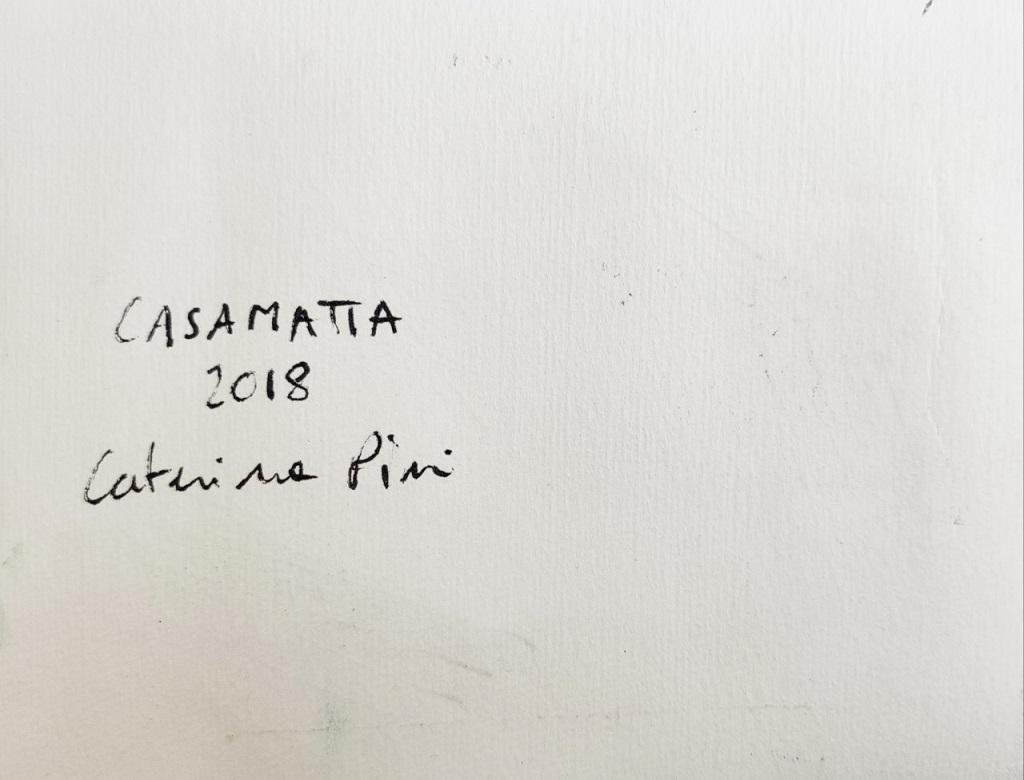 CASAMATTA
2018
Caterina Pini